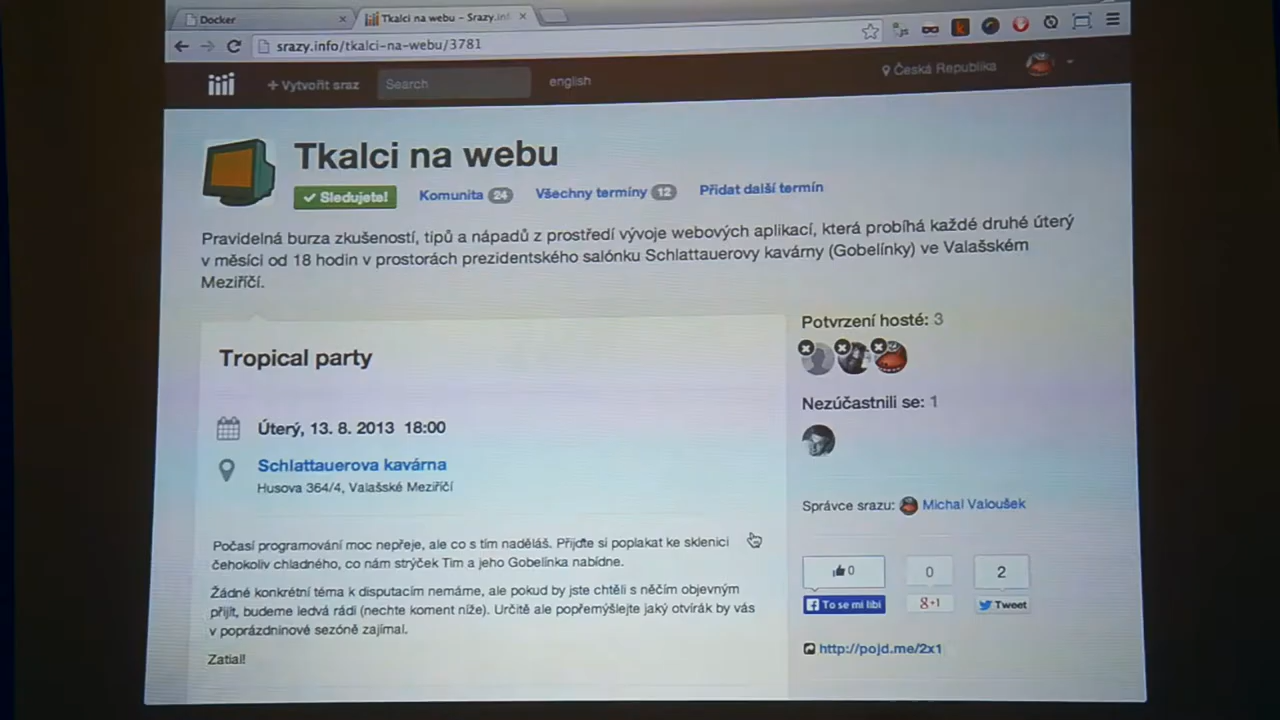 Docker
Tkalci na webu – Srazy.inf
srazy.info/tkalci-na-webu/3781
+ Vytvořit sraz
Search
english
Česká Republika
Tkalci na webu
Sledujete!
Komunita 24
Všechny termíny 12
Přidat další termín
Pravidelná burza zkušeností, tipů a nápadů z prostředí vývoje webových aplikací, která probíhá každé druhé úterý
v měsíci od 18 hodin v prostorách prezidentského salónku Schlattauerovy kavárny (Gobelínky) ve Valašském
Meziříčí.
Tropical party
Úterý, 13. 8. 2013 18:00
Schlattauerova kavárna
Husova 364/4, Valašské Meziříčí
Počasí programování moc nepřeje, ale co s tím naděláš. Přijďte si poplakat ke sklenici
čehokoliv chladného, co nám strýček Tim a jeho Gobelínka nabídne.
Žádné konkrétní téma k disputacím nemáme, ale pokud by jste chtěli s něčím objevným
přijít, budeme ledvá rádi (nechte koment níže). Určitě ale popřemýšlejte jaký otvírák by vás
v poprázdninové sezóně zajímal.
Zatial!
Potvrzení hosté: 3
Nezúčastnili se: 1
Správce srazu: Michal Valoušek
0
0
2
To se mi líbí
g+1
Tweet
http://pojd.me/2x1